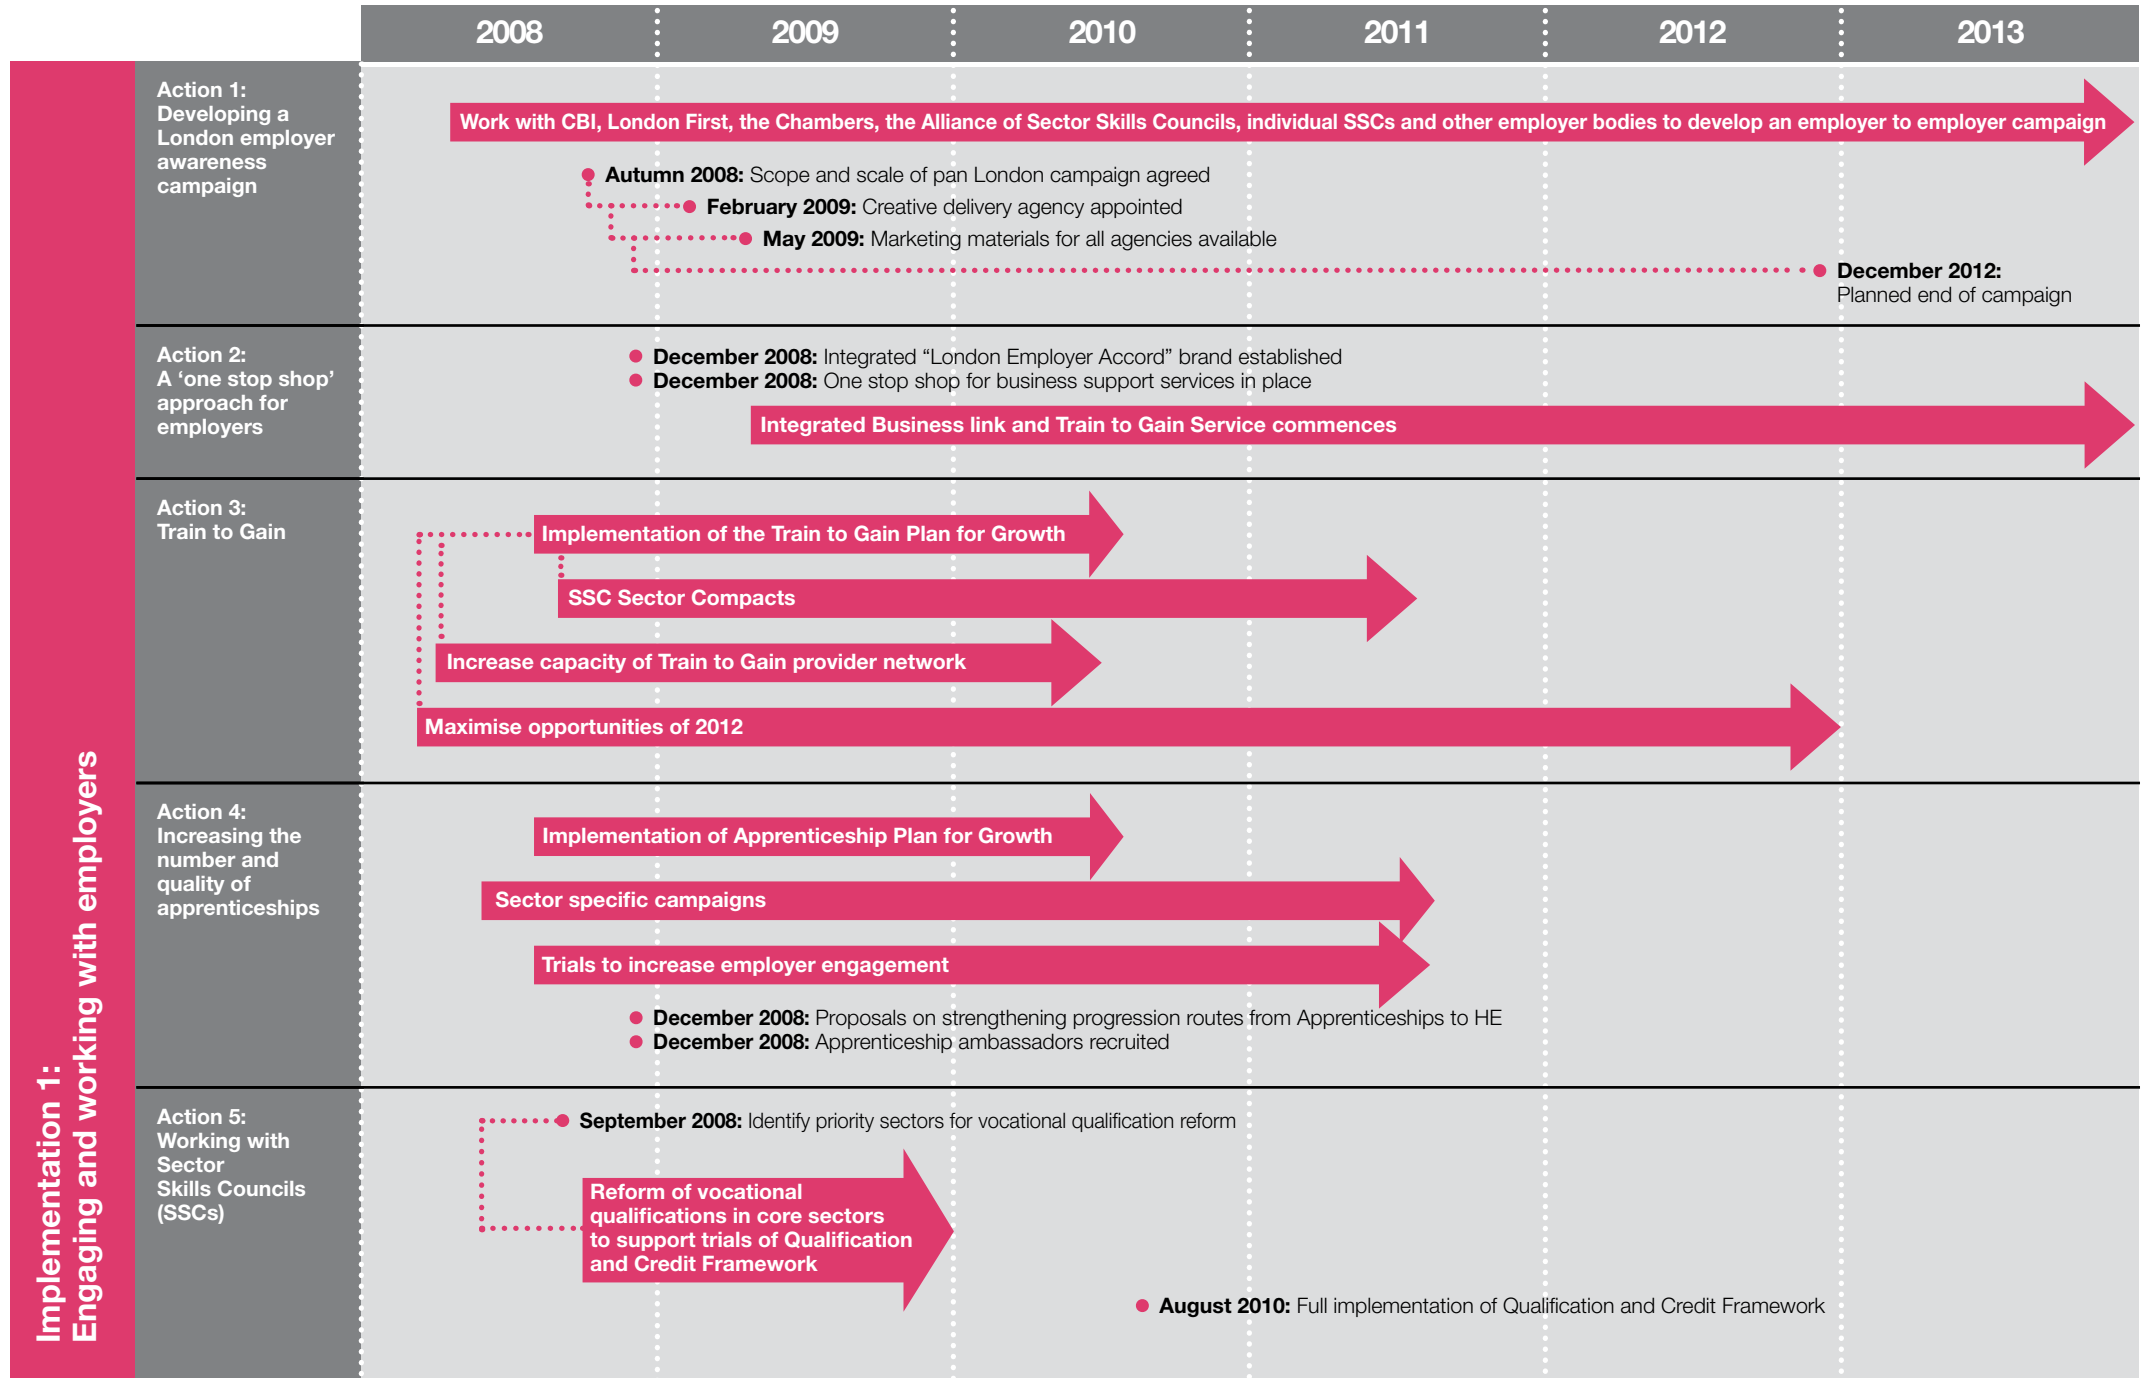 2008 2009 2010 2011 2012 2013
Implementation 1:
Engaging and working with employers
Action 1:
Developing a
London employer
awareness
campaign
Work with CBI, London First, the Chambers, the Alliance of Sector Skills Councils, individual SSCs and other employer bodies to develop an employer to employer campaign
Autumn 2008: Scope and scale of pan London campaign agreed
February 2009: Creative delivery agency appointed
May 2009: Marketing materials for all agencies available
December 2012:
Planned end of campaign
Action 2:
A ‘one stop shop’
approach for
employers
December 2008: Integrated “London Employer Accord” brand established
December 2008: One stop shop for business support services in place
Integrated Business link and Train to Gain Service commences
Action 3:
Train to Gain
Implementation of the Train to Gain Plan for Growth
SSC Sector Compacts
Increase capacity of Train to Gain provider network
Maximise opportunities of 2012
Action 4:
Increasing the
number and
quality of
apprenticeships
Implementation of Apprenticeship Plan for Growth
Sector specific campaigns
Trials to increase employer engagement
December 2008: Proposals on strengthening progression routes from Apprenticeships to HE
December 2008: Apprenticeship ambassadors recruited
Action 5:
Working with
Sector
Skills Councils
(SSCs)
September 2008: Identify priority sectors for vocational qualification reform
Reform of vocational
qualifications in core sectors
to support trials of Qualification
and Credit Framework
August 2010: Full implementation of Qualification and Credit Framework